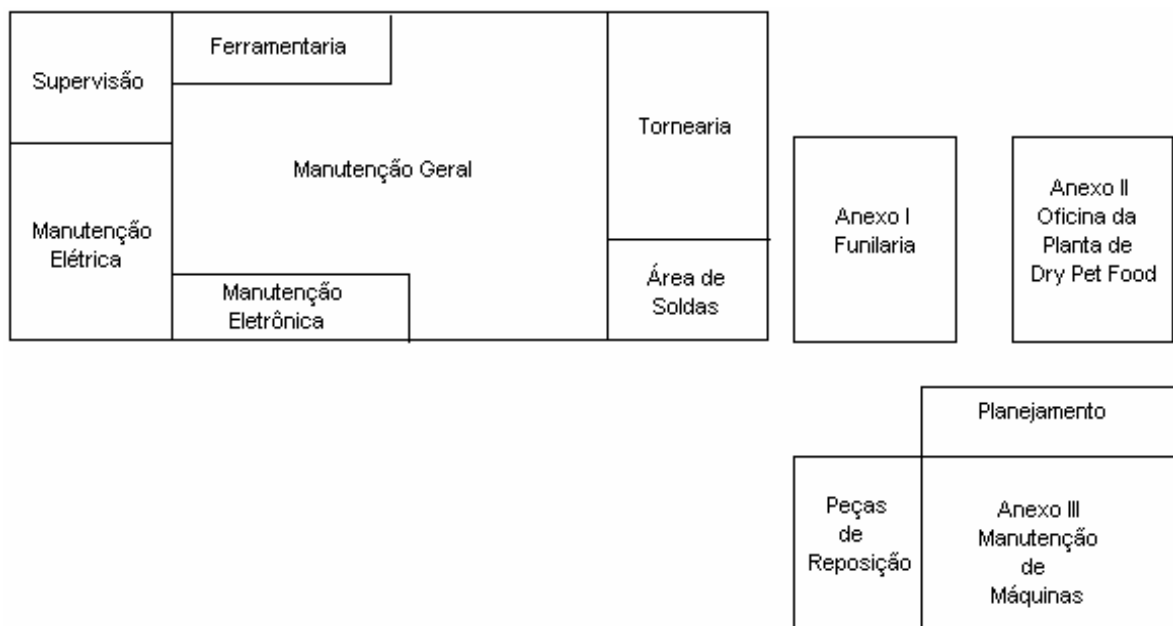 Supervisão
Ferramentaria
Manutenção Geral
Tornearia
Manutenção
Elétrica
Manutenção
Eletrônica
Área de
Soldas
Anexo I
Funilaria
Anexo II
Oficina da
Planta de
Dry Pet Food
Planejamento
Peças
de
Reposição
Anexo III
Manutenção
de
Máquinas